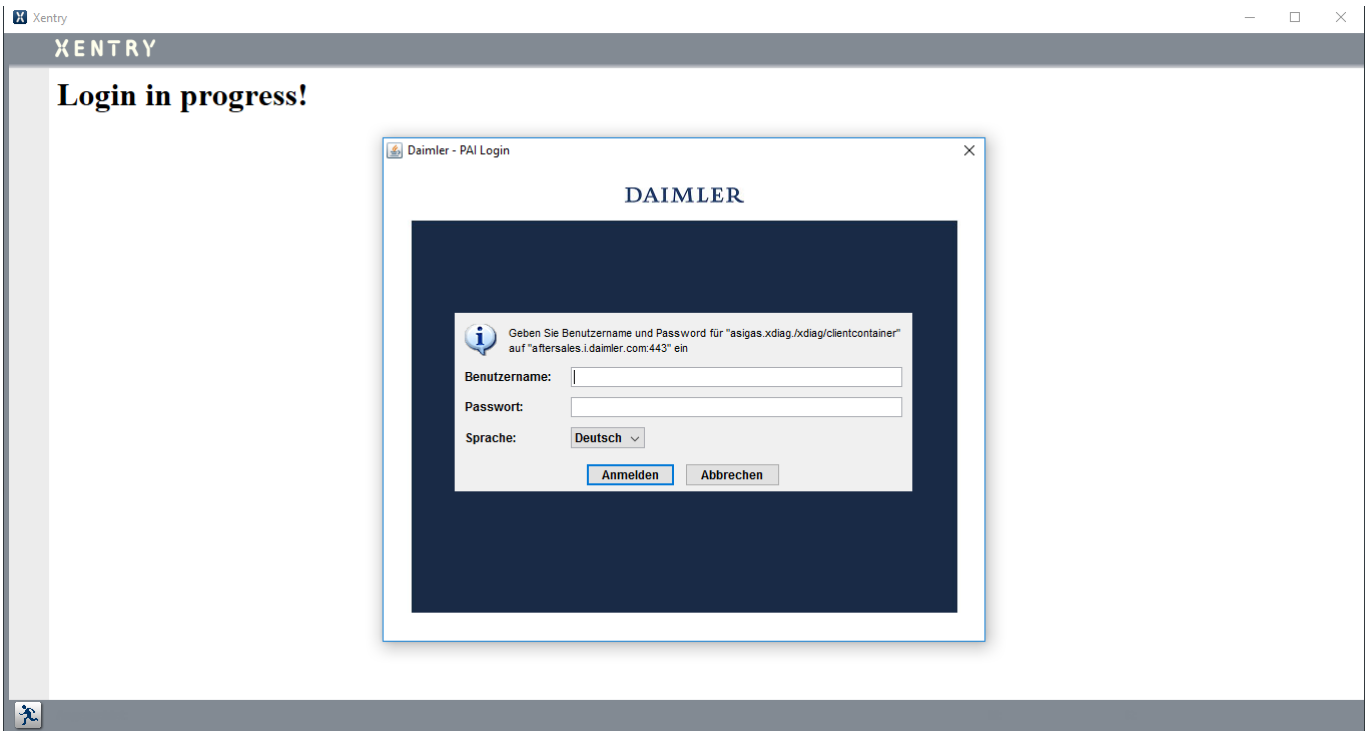 Xentry
XENTRY
Login in progress!
Daimler - PAI Login
DAIMLER
Geben Sie Benutzername und Password für "asigas.xdiag./xdiag/clientcontainer"
auf "aftersales.i.daimler.com:443" ein
Benutzername:
Passwort:
Sprache: Deutsch
Anmelden Abbrechen